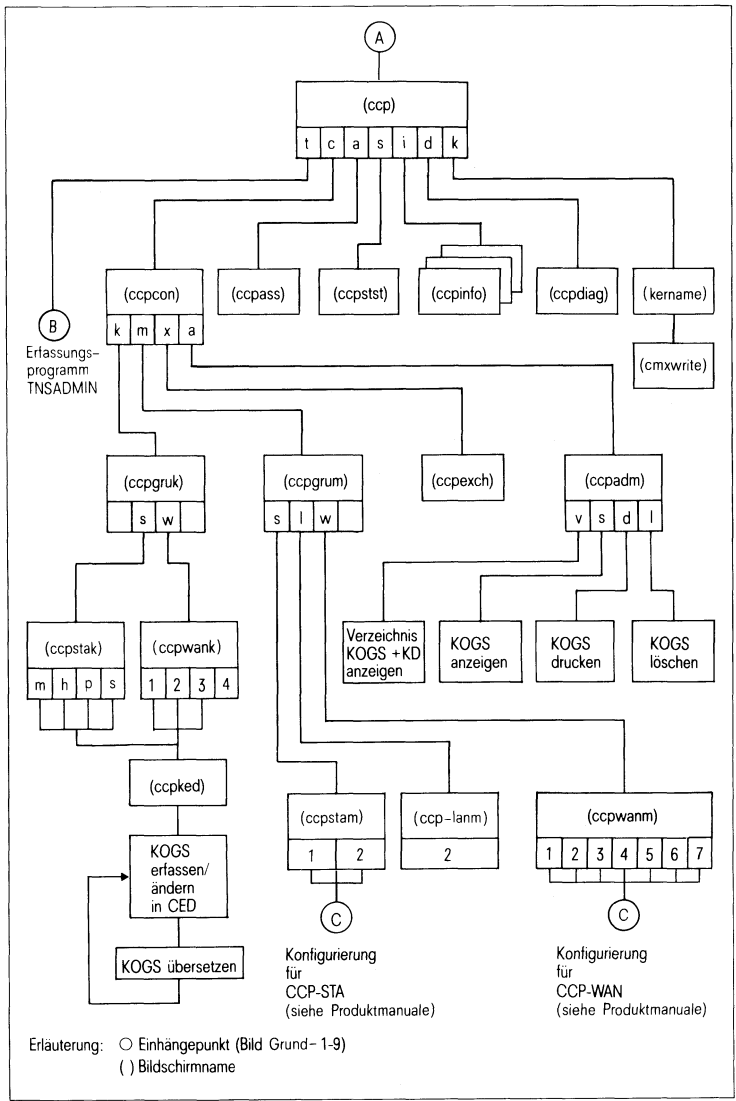 A
(ccp)
t c a s i d k
(ccpcon)
k m x a
(ccpass)
(ccpstst)
(ccpinfo)
(ccpdiag)
(kername)
(cmxwrite)
B
Erfassungs-
programm
TNSADMIN
(ccpgruk)
s w
(ccpgrum)
s l w
(ccpexch)
(ccpadm)
v s d l
(ccpstak)
m h p s
(ccpwank)
1 2 3 4
Verzeichnis
KOGS +KD
anzeigen
KOGS
anzeigen
KOGS
drucken
KOGS
löschen
(ccpked)
KOGS
erfassen/
ändern
in CED
KOGS übersetzen
(ccpstam)
1 2
(ccp-lanm)
2
(ccpwanm)
1 2 3 4 5 6 7
C
Konfigurierung
für
CCP-STA
(siehe Produktmanuale)
C
Konfigurierung
für
CCP-WAN
(siehe Produktmanuale)
Erläuterung: ○ Einhängepunkt (Bild Grund-1-9)
( ) Bildschirmname